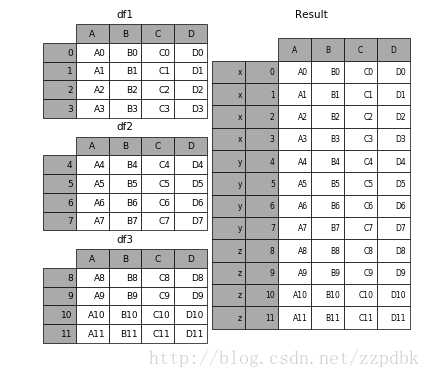 df1
A B C D
0 A0 B0 C0 D0
1 A1 B1 C1 D1
2 A2 B2 C2 D2
3 A3 B3 C3 D3
df2
A B C D
4 A4 B4 C4 D4
5 A5 B5 C5 D5
6 A6 B6 C6 D6
7 A7 B7 C7 D7
df3
A B C D
8 A8 B8 C8 D8
9 A9 B9 C9 D9
10 A10 B10 C10 D10
11 A11 B11 C11 D11
Result
A B C D
x 0 A0 B0 C0 D0
x 1 A1 B1 C1 D1
x 2 A2 B2 C2 D2
x 3 A3 B3 C3 D3
y 4 A4 B4 C4 D4
y 5 A5 B5 C5 D5
y 6 A6 B6 C6 D6
y 7 A7 B7 C7 D7
z 8 A8 B8 C8 D8
z 9 A9 B9 C9 D9
z 10 A10 B10 C10 D10
z 11 A11 B11 C11 D11
http://blog.csdn.net/zzpdbk